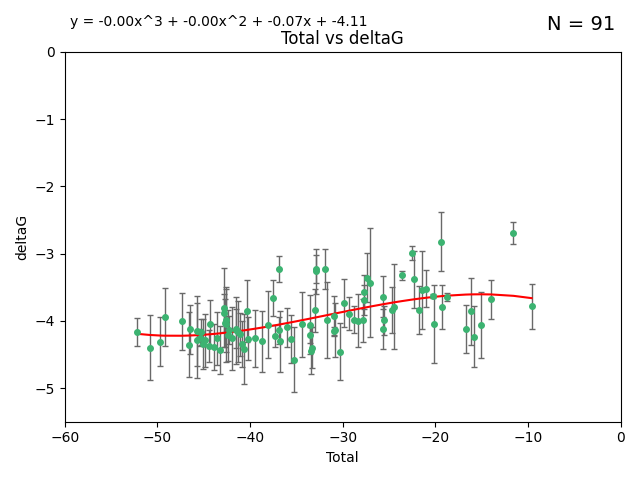 y = -0.00x^3 + -0.00x^2 + -0.07x + -4.11
N = 91
Total vs deltaG
0
−1
−2
−3
−4
−5
deltaG
−60 −50 −40 −30 −20 −10 0
Total